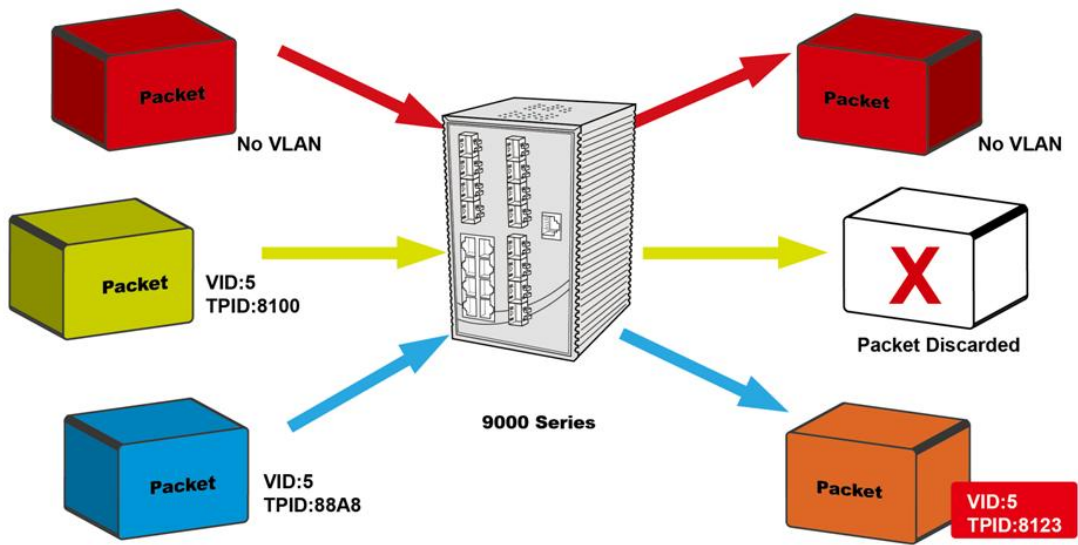 Packet
No VLAN
Packet
No VLAN
Packet
VID:5
TPID:8100
X
Packet Discarded
9000 Series
Packet
VID:5
TPID:88A8
Packet
VID:5
TPID:8123